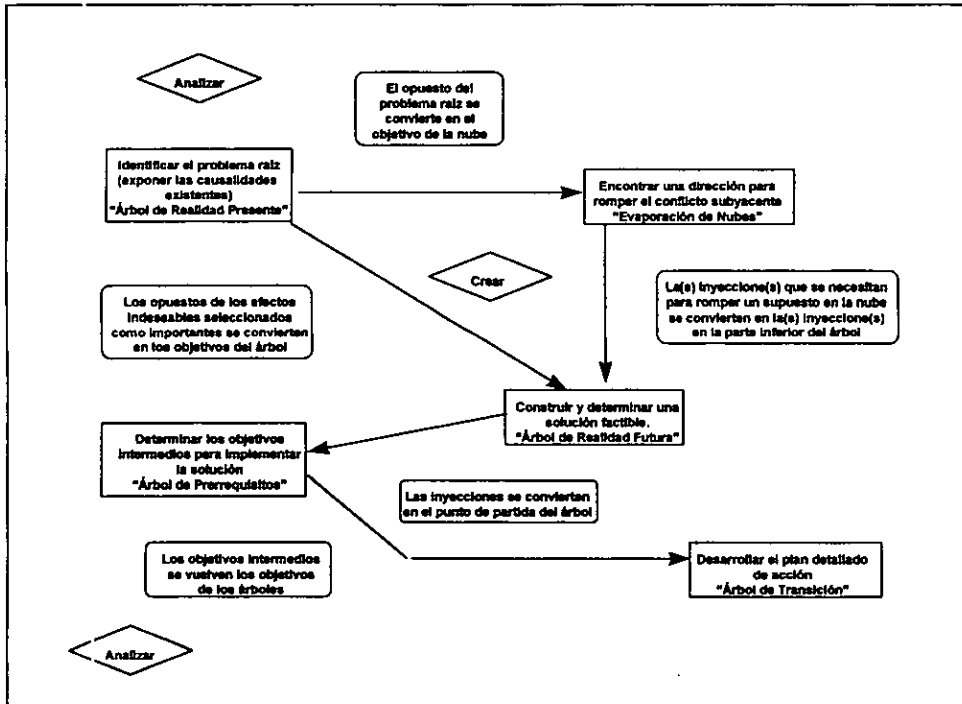 Analizar
El opuesto del
problema raíz se
convierte en el
objetivo de la nube
Identificar el problema raíz
(exponer las causalidades
existentes)
"Árbol de Realidad Presente"
Encontrar una dirección para
romper el conflicto subyacente
"Evaporación de Nubes"
Crear
La(s) inyeccione(s) que se necesitan
para romper un supuesto en la nube
se convierten en la(s) inyeccione(s)
en la parte inferior del árbol
Los opuestos de los efectos
indeseables seleccionados
como importantes se convierten
en los objetivos del árbol
Construir y determinar una
solución factible.
"Árbol de Realidad Futura"
Determinar los objetivos
intermedios para implementar
la solución
"Árbol de Prerrequisitos"
Las inyecciones se convierten
en el punto de partida del árbol
Los objetivos intermedios
se vuelven los objetivos
de los árboles
Desarrollar el plan detallado
de acción
"Árbol de Transición"
Analizar